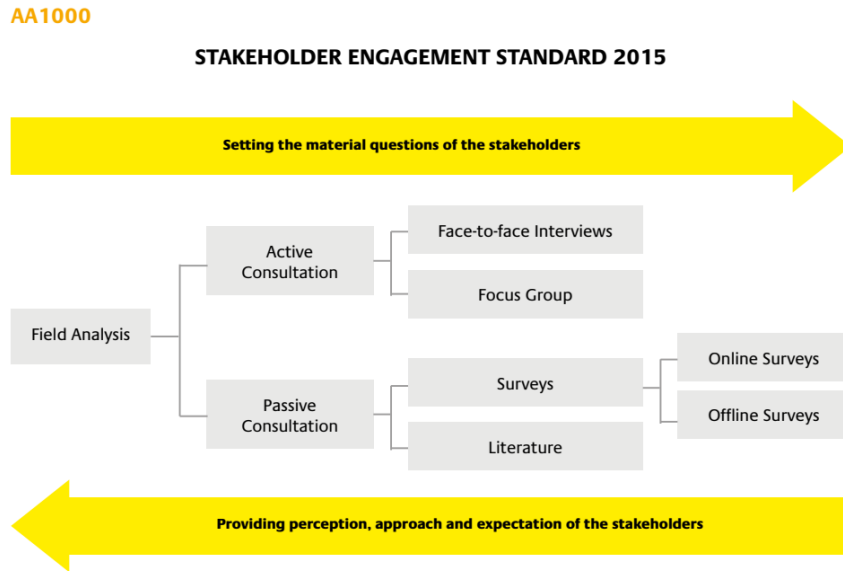 AA1000
STAKEHOLDER ENGAGEMENT STANDARD 2015
Setting the material questions of the stakeholders
Field Analysis
Active
Consultation
Face-to-face Interviews
Focus Group
Passive
Consultation
Surveys
Literature
Online Surveys
Offline Surveys
Providing perception, approach and expectation of the stakeholders